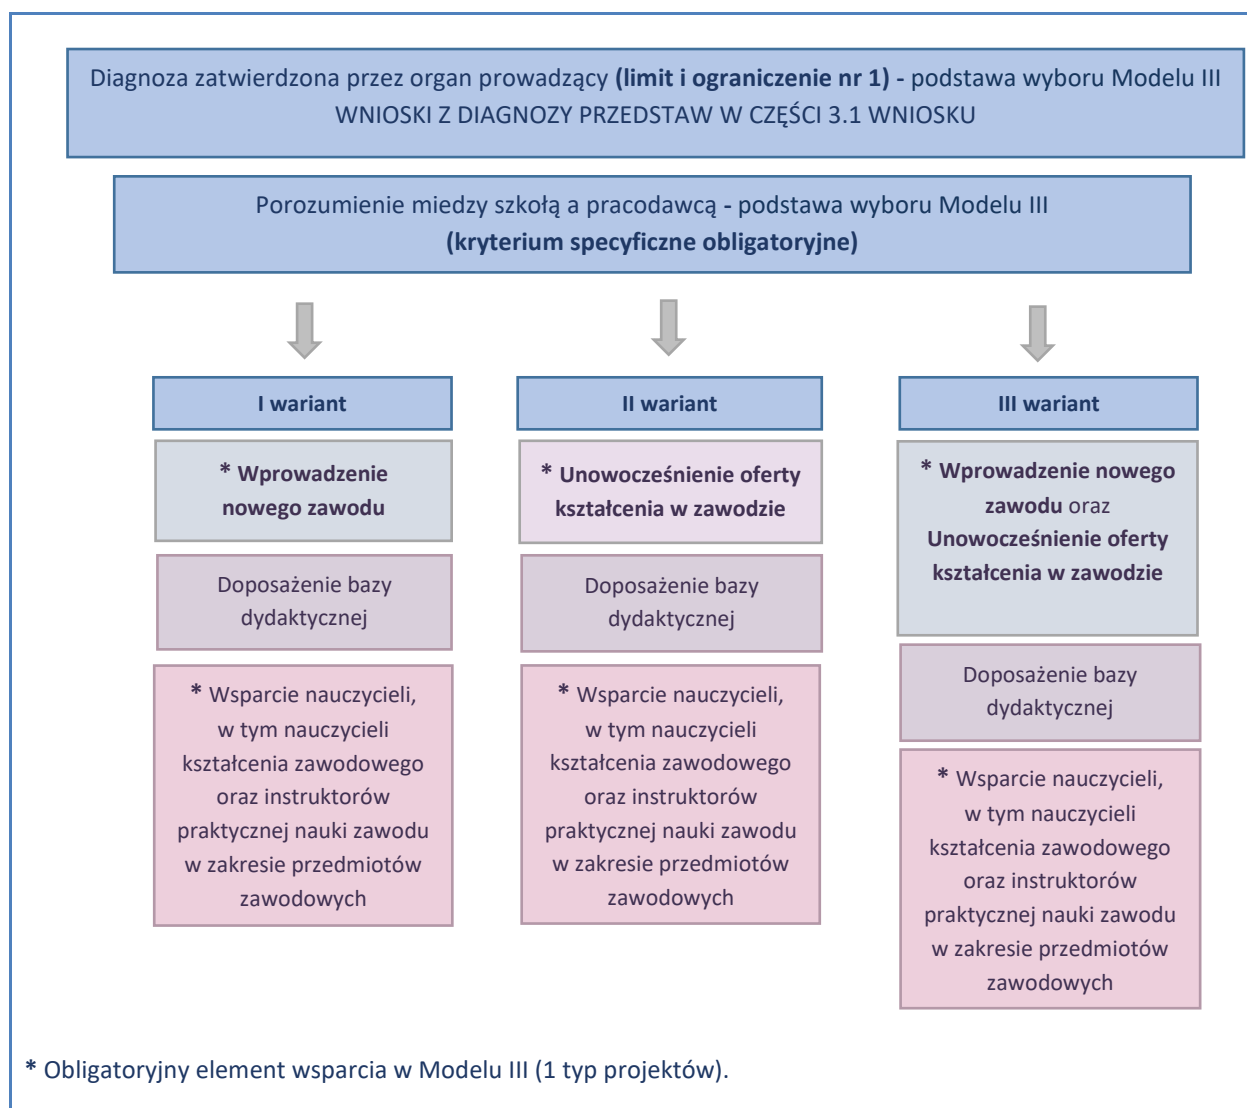 Diagnoza zatwierdzona przez organ prowadzący (limit i ograniczenie nr 1) - podstawa wyboru Modelu III
WNIOSKI Z DIAGNOZY PRZEDSTAW W CZĘŚCI 3.1 WNIOSKU
Porozumienie miedzy szkołą a pracodawcą - podstawa wyboru Modelu III
(kryterium specyficzne obligatoryjne)
I wariant
* Wprowadzenie
nowego zawodu
Doposażenie bazy
dydaktycznej
* Wsparcie nauczycieli,
w tym nauczycieli
kształcenia zawodowego
oraz instruktorów
praktycznej nauki zawodu
w zakresie przedmiotów
zawodowych
II wariant
* Unowocześnienie oferty
kształcenia w zawodzie
Doposażenie bazy
dydaktycznej
* Wsparcie nauczycieli,
w tym nauczycieli
kształcenia zawodowego
oraz instruktorów
praktycznej nauki zawodu
w zakresie przedmiotów
zawodowych
III wariant
* Wprowadzenie nowego
zawodu oraz
Unowocześnienie oferty
kształcenia w zawodzie
Doposażenie bazy
dydaktycznej
* Wsparcie nauczycieli,
w tym nauczycieli
kształcenia zawodowego
oraz instruktorów
praktycznej nauki zawodu
w zakresie przedmiotów
zawodowych
* Obligatoryjny element wsparcia w Modelu III (1 typ projektów).